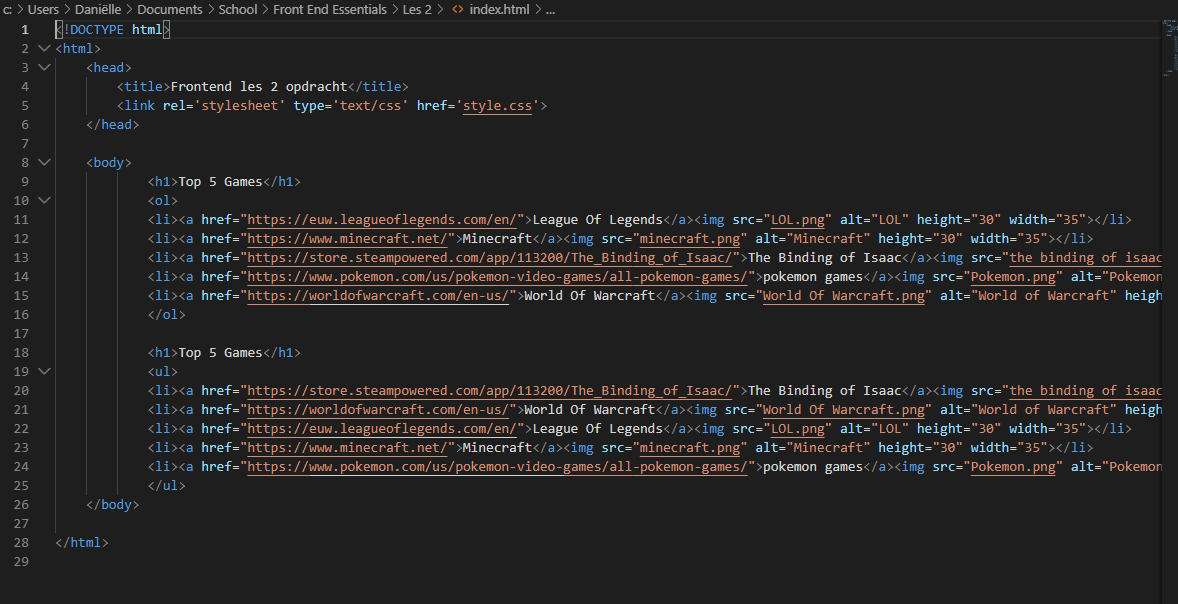 c: > Users > Daniëlle > Documents > School > Front End Essentials > Les 2 > <> index.html > ...
1 <!DOCTYPE html>
2 <html>
3 <head>
4 <title>Frontend les 2 opdracht</title>
5 <link rel='stylesheet' type='text/css' href='style.css'>
6 </head>
7
8 <body>
9 <h1>Top 5 Games</h1>
10 <ol>
11 <li><a href="https://euw.leagueoflegends.com/en/">League Of Legends</a><img src="LOL.png" alt="LOL" height="30" width="35"></li>
12 <li><a href="https://www.minecraft.net/">Minecraft</a><img src="minecraft.png" alt="Minecraft" height="30" width="35"></li>
13 <li><a href="https://store.steampowered.com/app/113200/The_Binding_of_Isaac/">The Binding of Isaac</a><img src="the binding of isaac
14 <li><a href="https://www.pokemon.com/us/pokemon-video-games/all-pokemon-games/">pokemon games</a><img src="Pokemon.png" alt="Pokemon
15 <li><a href="https://worldofwarcraft.com/en-us/">World Of Warcraft</a><img src="World Of Warcraft.png" alt="World of Warcraft" heigh
16 </ol>
17
18 <h1>Top 5 Games</h1>
19 <ul>
20 <li><a href="https://store.steampowered.com/app/113200/The_Binding_of_Isaac/">The Binding of Isaac</a><img src="the binding of isaac
21 <li><a href="https://worldofwarcraft.com/en-us/">World Of Warcraft</a><img src="World Of Warcraft.png" alt="World of Warcraft" heigh
22 <li><a href="https://euw.leagueoflegends.com/en/">League Of Legends</a><img src="LOL.png" alt="LOL" height="30" width="35"></li>
23 <li><a href="https://www.minecraft.net/">Minecraft</a><img src="minecraft.png" alt="Minecraft" height="30" width="35"></li>
24 <li><a href="https://www.pokemon.com/us/pokemon-video-games/all-pokemon-games/">pokemon games</a><img src="Pokemon.png" alt="Pokemon
25 </ul>
26 </body>
27
28 </html>
29